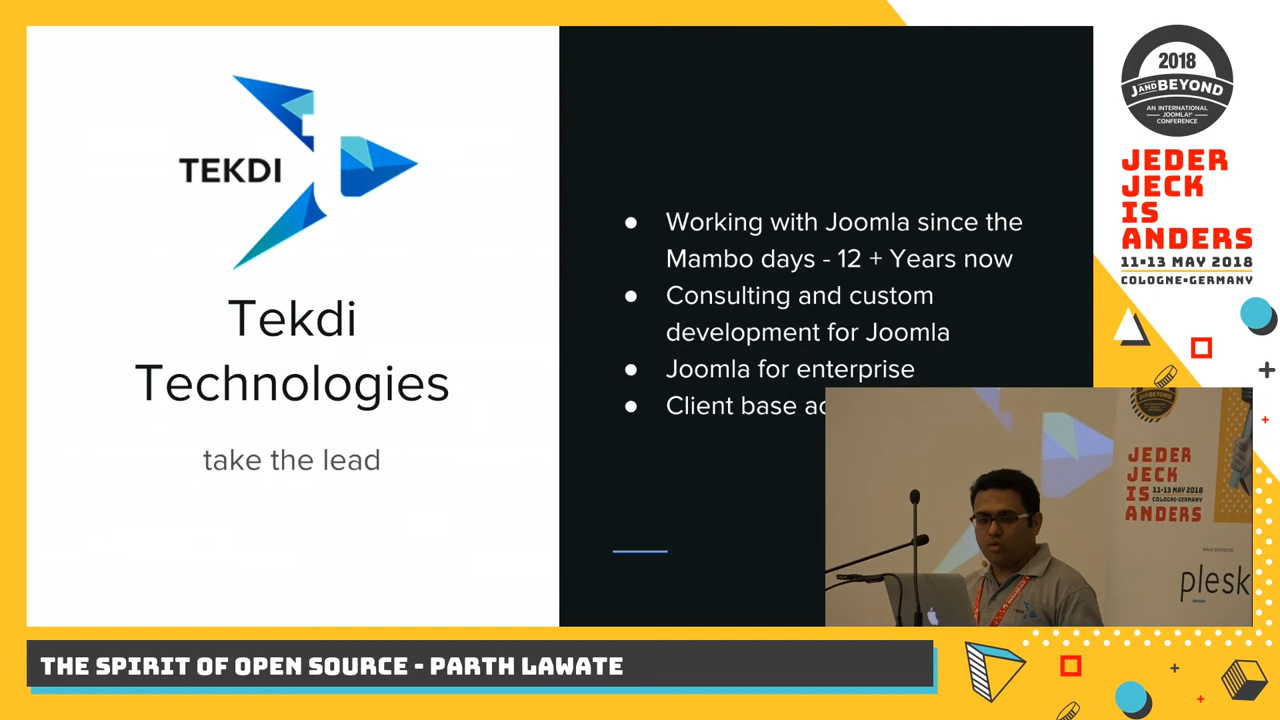 TEKDI
Tekdi
Technologies
take the lead
● Working with Joomla since the
Mambo days - 12 + Years now
● Consulting and custom
development for Joomla
● Joomla for enterprise
● Client base
2018
J AND BEYOND
AN INTERNATIONAL
JOOMLA!®
CONFERENCE
JEDER
JECK
IS
ANDERS
11-13 MAY 2018
COLOGNE•GERMANY
JEDER
JECK
IS 11-13 MAY 2018
COLOGNE•GERMANY
ANDERS
MAIN SPONSOR
plesk
THE SPIRIT OF OPEN SOURCE - PARTH LAWATE